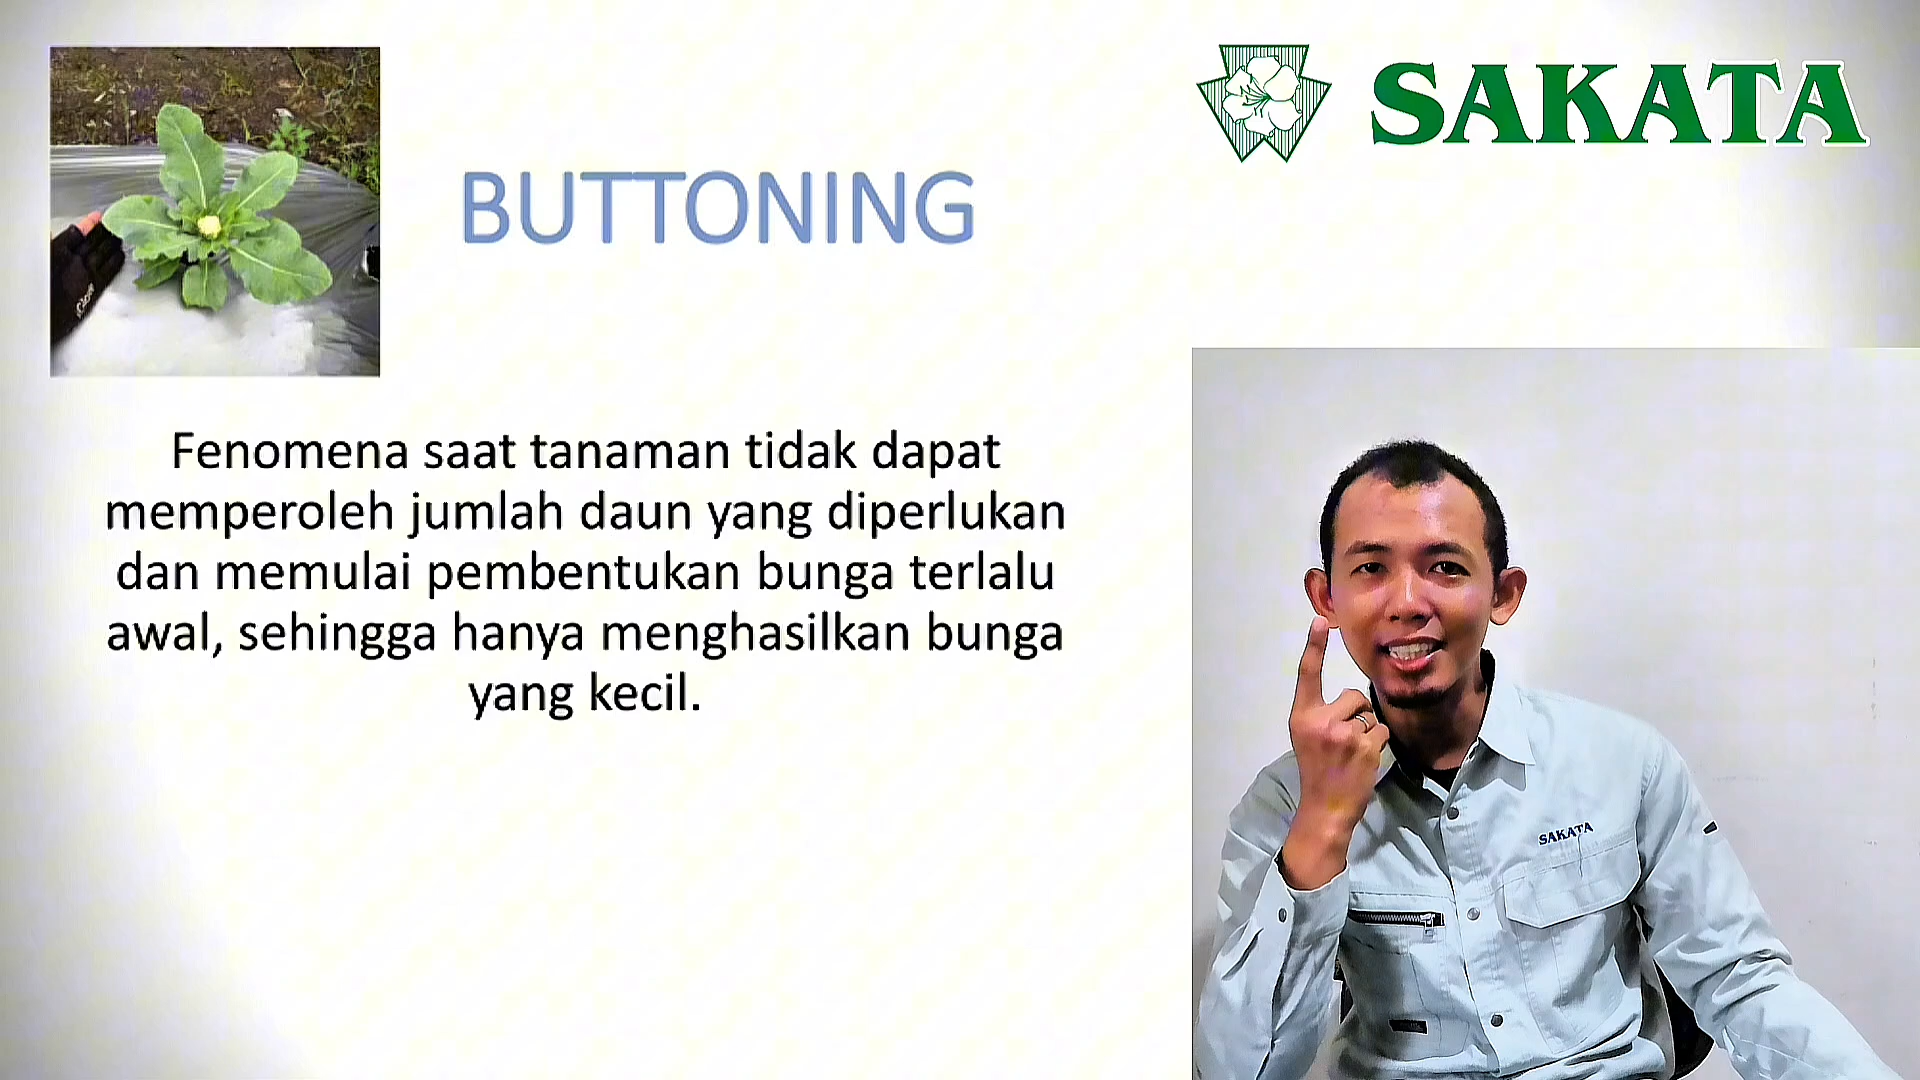 SAKATA
BUTTONING
Fenomena saat tanaman tidak dapat
memperoleh jumlah daun yang diperlukan
dan memulai pembentukan bunga terlalu
awal, sehingga hanya menghasilkan bunga
yang kecil.
SAKATA